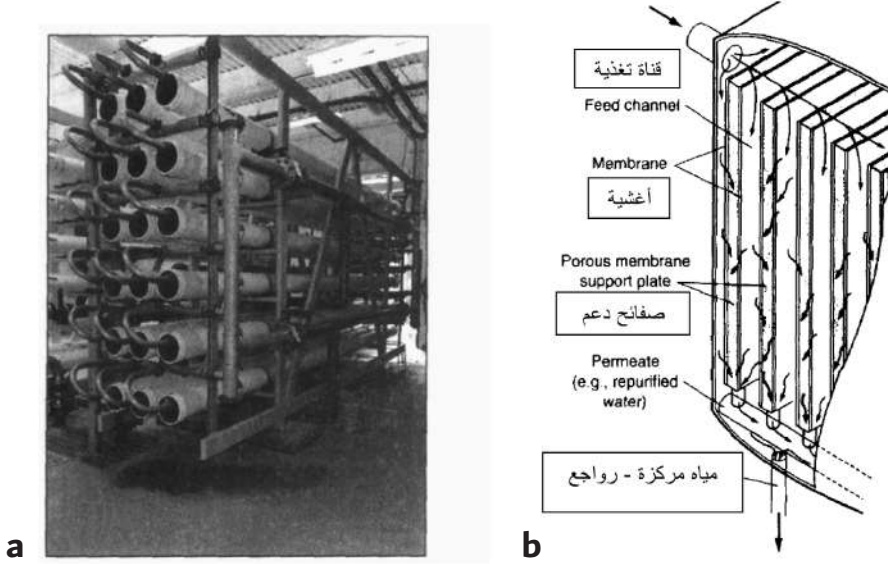 a
قناة تغذية
Feed channel
Membrane
أغشية
Porous membrane
support plate
صفائح دعم
Permeate
(e.g., repurified
water)
مياه مركزة - رواجع
b